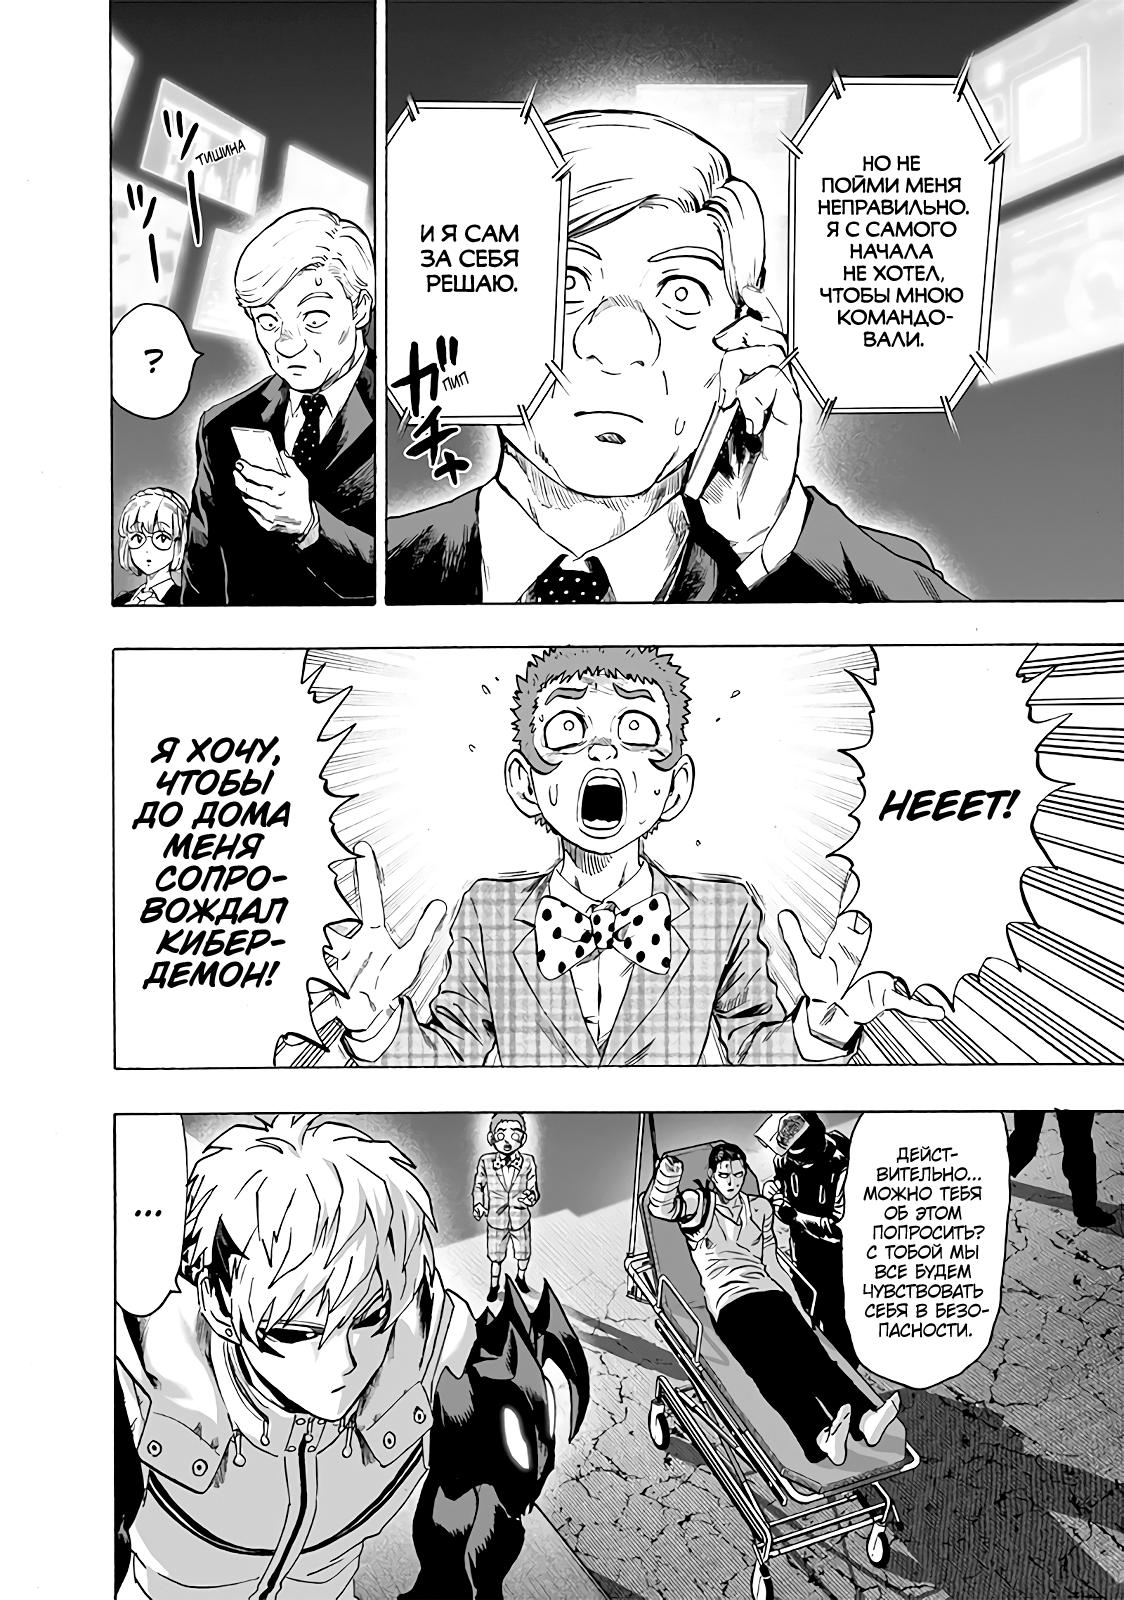 НО НЕ
ПОЙМИ МЕНЯ
НЕПРАВИЛЬНО.
Я С САМОГО
НАЧАЛА
НЕ ХОТЕЛ,
ЧТОБЫ МНОЮ
КОМАНДО-
ВАЛИ.
И Я САМ
ЗА СЕБЯ
РЕШАЮ.
ガチャ
ПИП
ツー
ツー
ТИШИНА
?
НЕЕЕТ!
Я ХОЧУ,
ЧТОБЫ
ДО ДОМА
МЕНЯ
СОПРО-
ВОЖДАЛ
КИБЕР-
ДЕМОН!
ДЕЙСТ-
ВИТЕЛЬНО...
МОЖНО ТЕБЯ
ОБ ЭТОМ
ПОПРОСИТЬ?
С ТОБОЙ МЫ
ВСЕ БУДЕМ
ЧУВСТВОВАТЬ
СЕБЯ В БЕЗО-
ПАСНОСТИ.
...